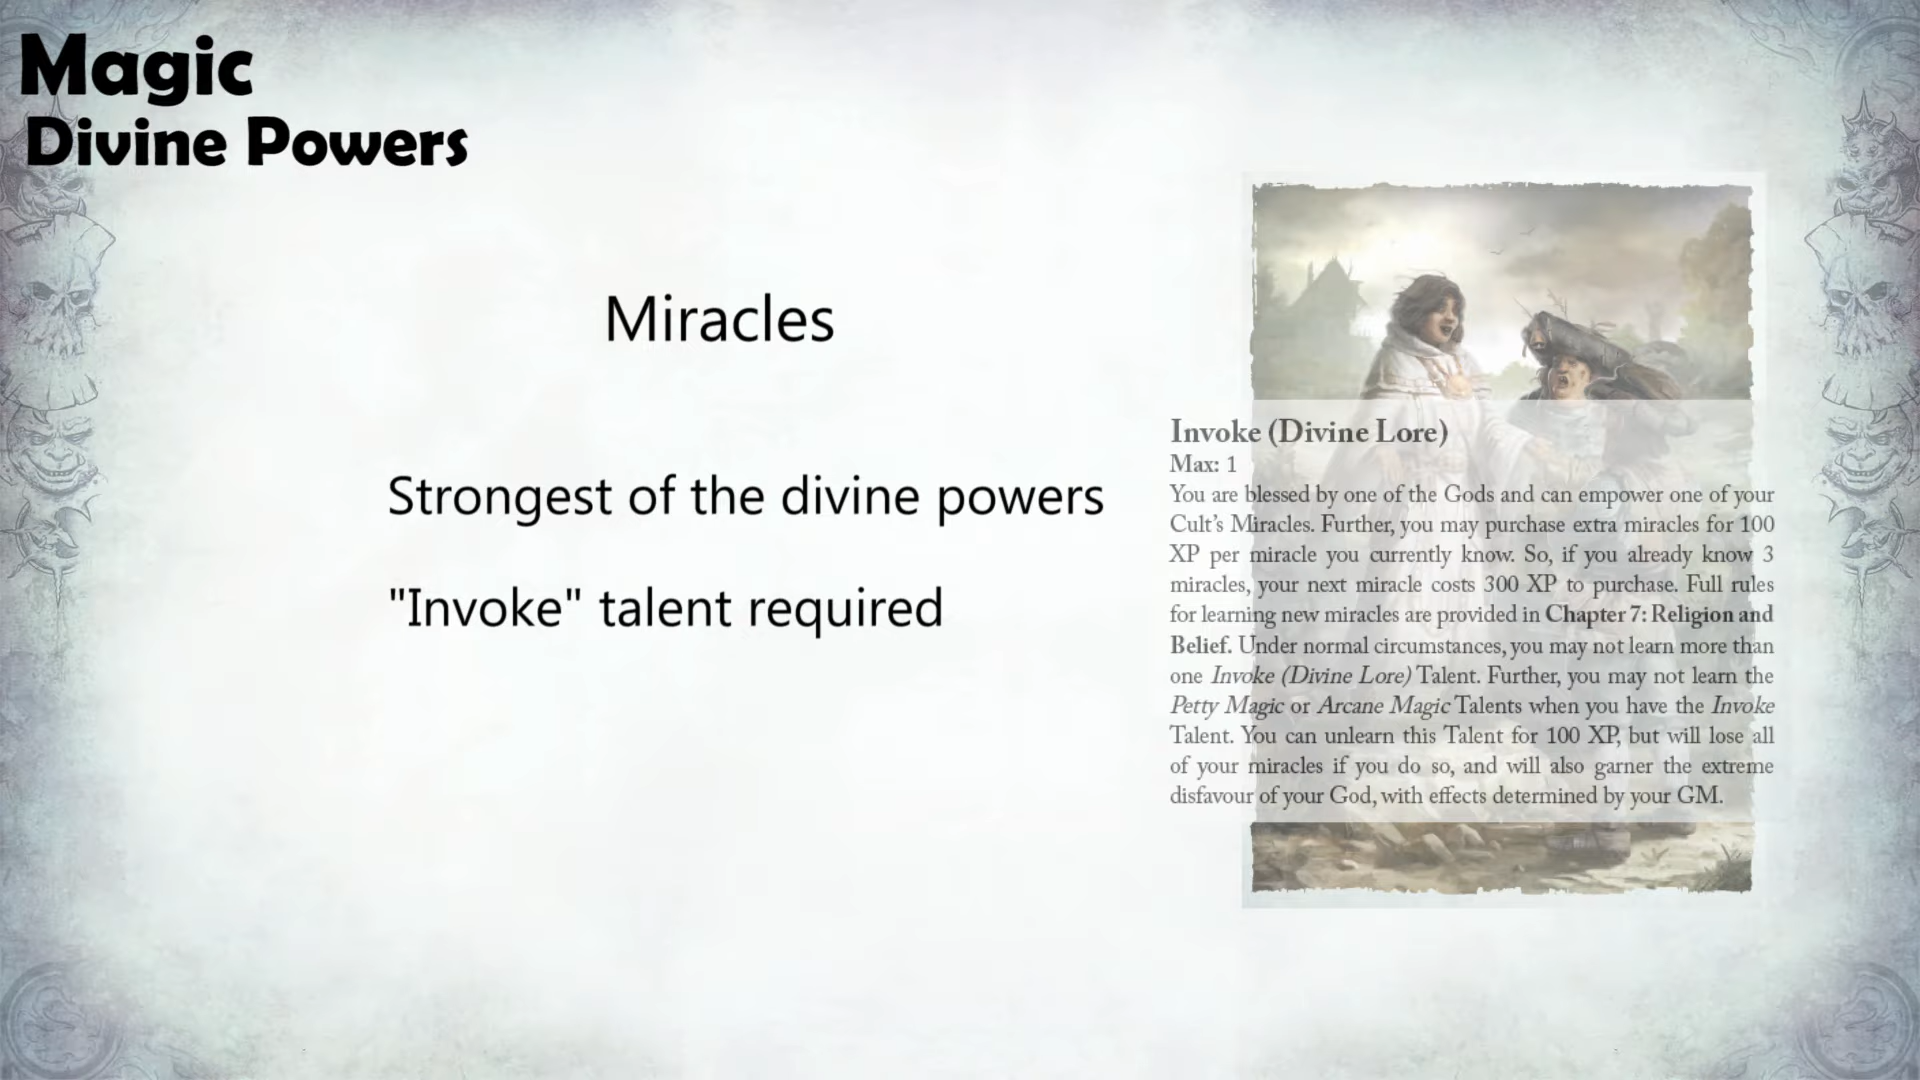 Magic
Divine Powers
Miracles
Strongest of the divine powers
"Invoke" talent required
Invoke (Divine Lore)
Max: 1
You are blessed by one of the Gods and can empower one of your
Cult's Miracles. Further, you may purchase extra miracles for 100
XP per miracle you currently know. So, if you already know 3
miracles, your next miracle costs 300 XP to purchase. Full rules
for learning new miracles are provided in Chapter 7: Religion and
Belief. Under normal circumstances, you may not learn more than
one Invoke (Divine Lore) Talent. Further, you may not learn the
Petty Magic or Arcane Magic Talents when you have the Invoke
Talent. You can unlearn this Talent for 100 XP, but will lose all
of your miracles if you do so, and will also garner the extreme
disfavour of your God, with effects determined by your GM.